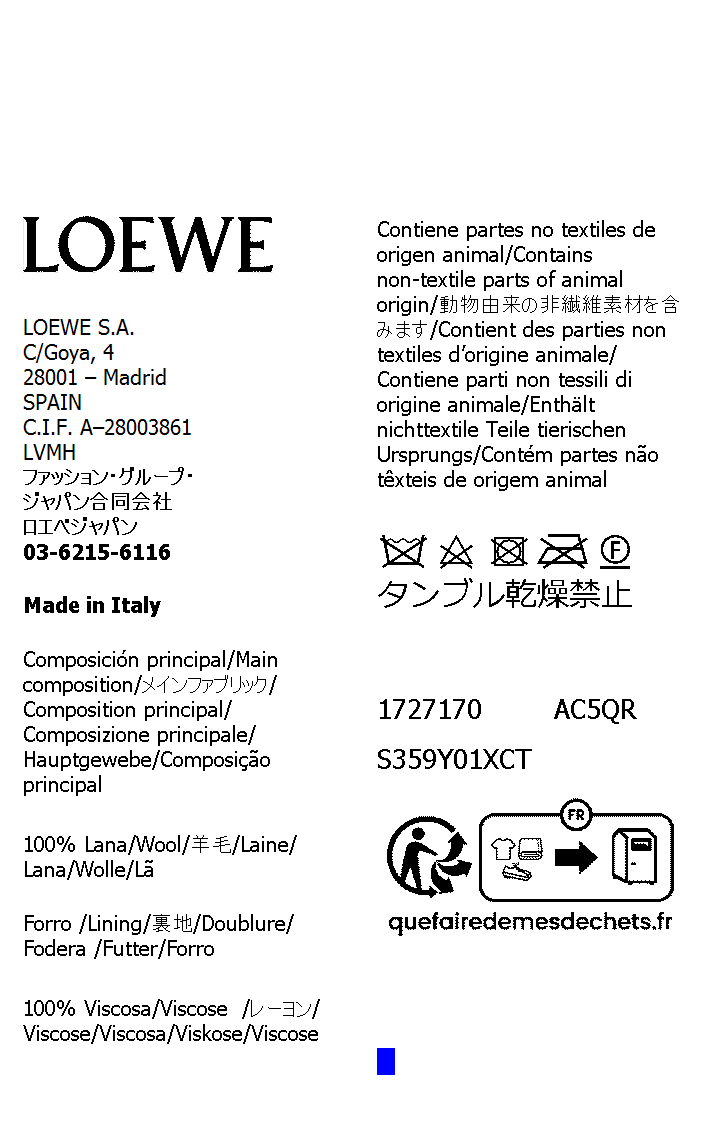 LOEWE
LOEWE S.A.
C/Goya, 4
28001 – Madrid
SPAIN
C.I.F. A–28003861
LVMH
ファッション・グループ・
ジャパン合同会社
ロエベジャパン
03-6215-6116
Made in Italy
Composición principal/Main
composition/メインファブリック/
Composition principal/
Composizione principale/
Hauptgewebe/Composição
principal
100% Lana/Wool/羊毛/Laine/
Lana/Wolle/Lã
Forro /Lining/裏地/Doublure/
Fodera /Futter/Forro
100% Viscosa/Viscose /レーヨン/
Viscose/Viscosa/Viskose/Viscose
Contiene partes no textiles de
origen animal/Contains
non-textile parts of animal
origin/動物由来の非繊維素材を含
みます/Contient des parties non
textiles d’origine animale/
Contiene parti non tessili di
origine animale/Enthält
nichttextile Teile tierischen
Ursprungs/Contém partes não
têxteis de origem animal
F
タンブル乾燥禁止
1727170 AC5QR
S359Y01XCT
FR
quefairedemesdechets.fr